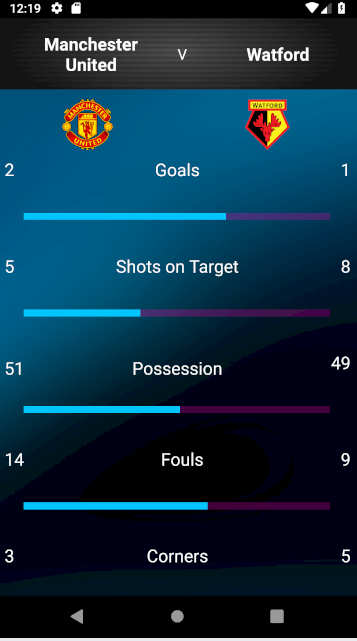 12:19
Manchester
United
V
Watford
MANCHESTER
UNITED
WATFORD
2 Goals 1
5 Shots on Target 8
51 Possession 49
14 Fouls 9
3 Corners 5